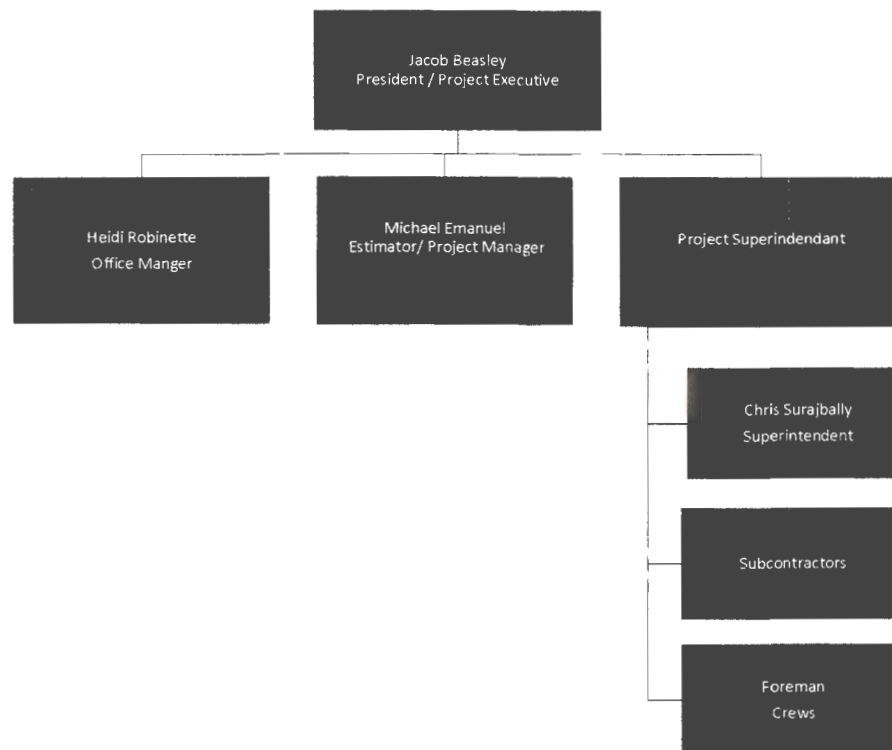 Jacob Beasley
President / Project Executive
Heidi Robinette
Office Manger
Michael Emanuel
Estimator/ Project Manager
Project Superindendant
Chris Surajbally
Superintendent
Subcontractors
Foreman
Crews